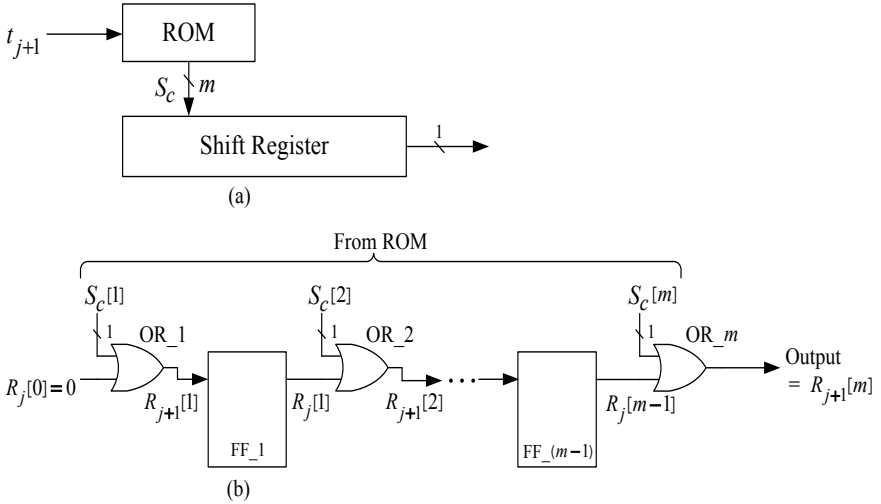 t_{j+1}
ROM
S_c
m
Shift Register
1
(a)
From ROM
S_c[1]
S_c[2]
S_c[m]
1
OR_1
1
OR_2
1
OR_m
R_j[0]=0
R_{j+1}[1]
R_j[1]
R_{j+1}[2]
...
R_j[m−1]
Output
= R_{j+1}[m]
FF_1
FF_(m−1)
(b)